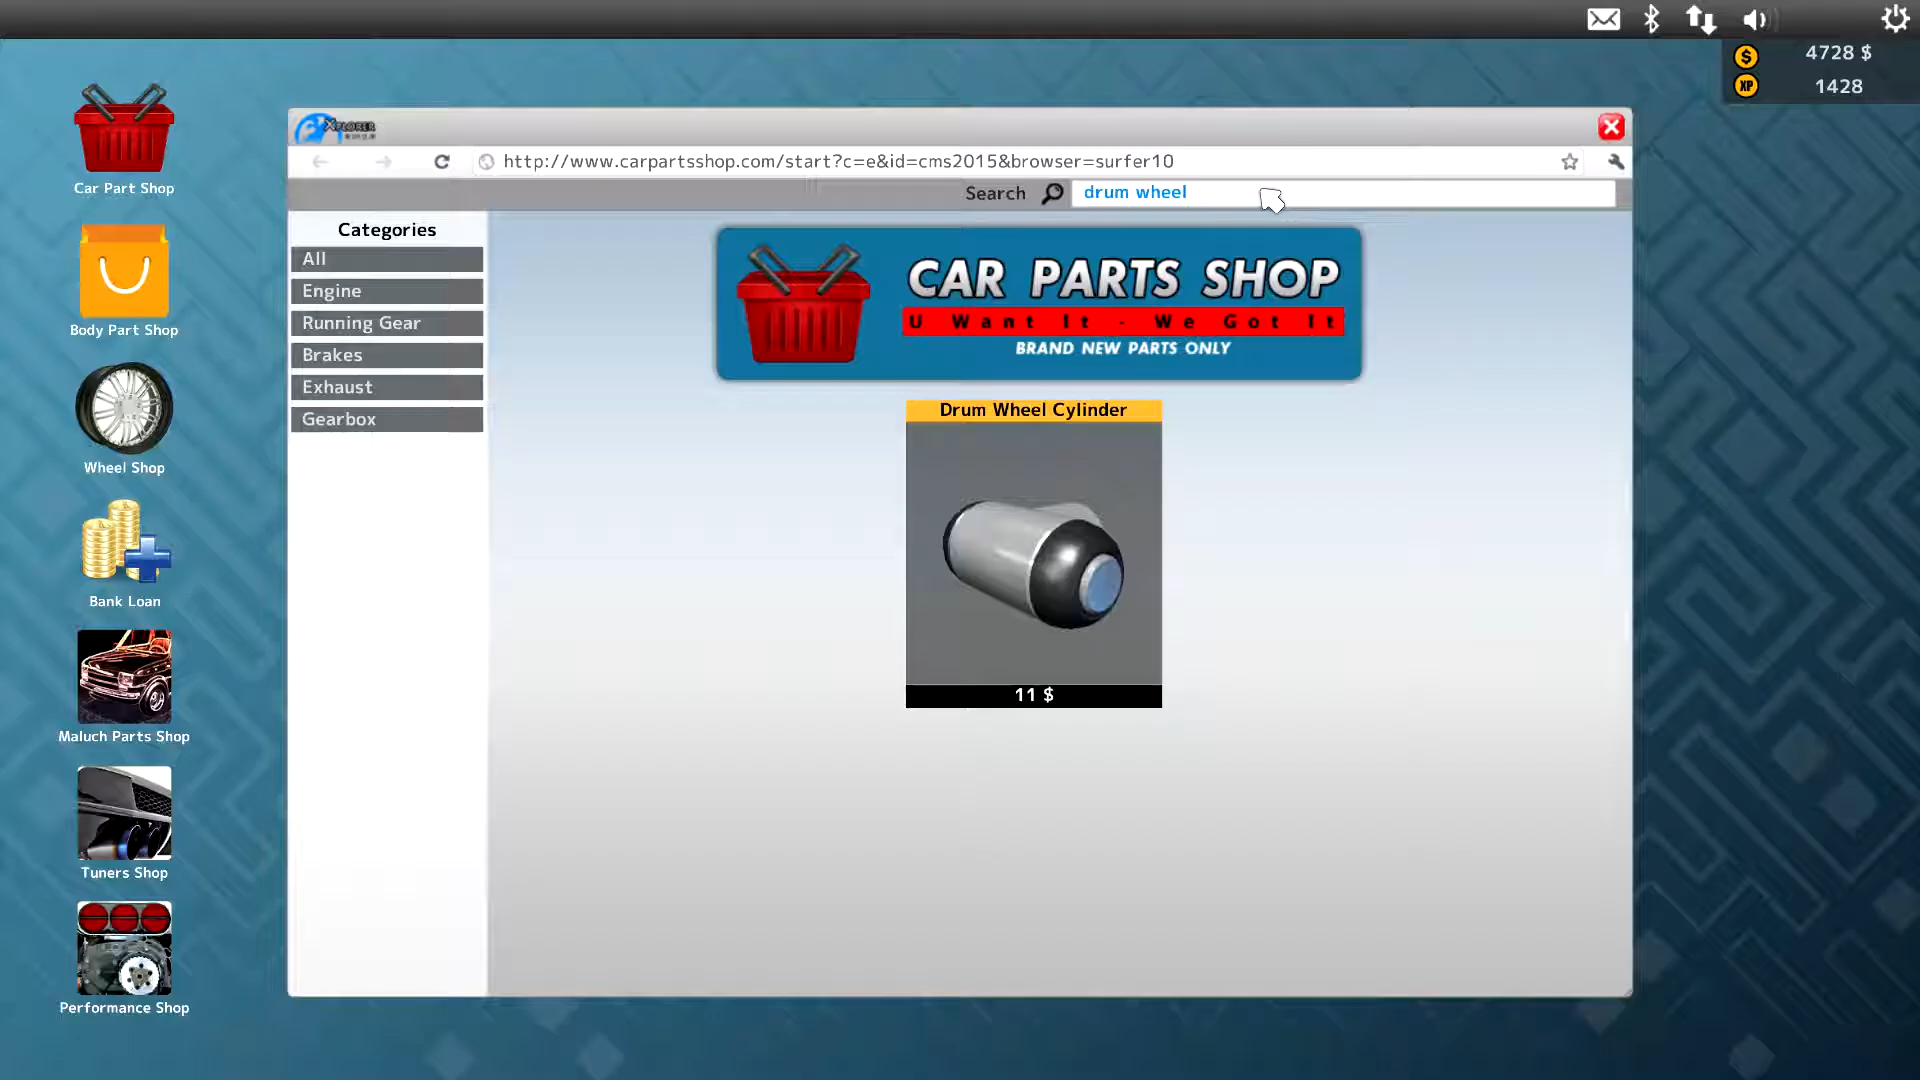 4728 $
XP 1428
Car Part Shop
Body Part Shop
Wheel Shop
Bank Loan
Maluch Parts Shop
Tuners Shop
Performance Shop
XPLORER
http://www.carpartsshop.com/start?c=e&id=cms2015&browser=surfer10
Search drum wheel
Categories
All
Engine
Running Gear
Brakes
Exhaust
Gearbox
CAR PARTS SHOP
U Want It - We Got It
BRAND NEW PARTS ONLY
Drum Wheel Cylinder
11 $